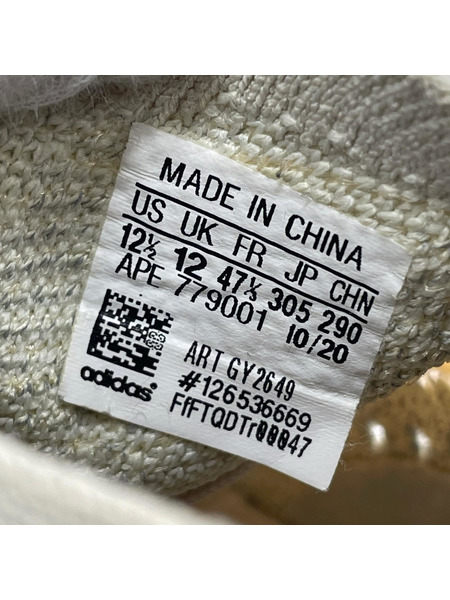 MADE IN CHINA
US UK FR JP CHN
12½ 12 47⅓ 305 290
APE 779001 10/20
ART GY2649
#126536669
FfFTQDTr00047
adidas®